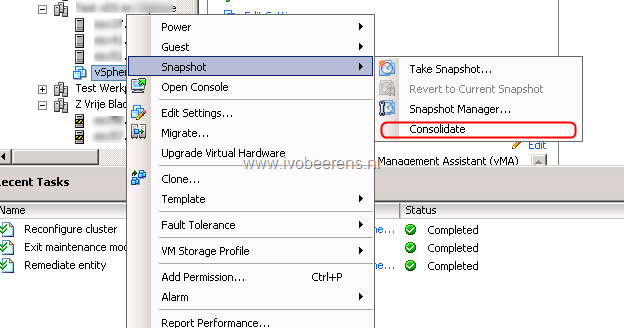 Edit Settings
Power
Guest
Snapshot
Open Console
Edit Settings...
Migrate...
Upgrade Virtual Hardware
Clone...
Template
Fault Tolerance
VM Storage Profile
Add Permission... Ctrl+P
Alarm
Report Performance...
Take Snapshot...
Revert to Current Snapshot
Snapshot Manager...
Consolidate
vSpher
Test Werkp
Z Vrije Blac
Edit
Management Assistant (vMA)
www.ivobeerens.nl
Recent Tasks
Name
Status
Reconfigure cluster
Completed
Exit maintenance mod
Completed
Remediate entity
Completed